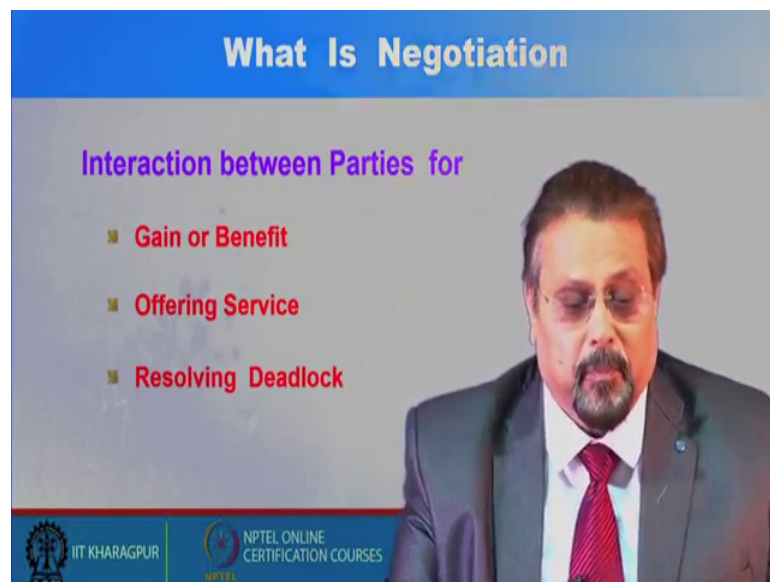 What Is Negotiation
Interaction between Parties for
Gain or Benefit
Offering Service
Resolving Deadlock
IIT KHARAGPUR
NPTEL ONLINE
CERTIFICATION COURSES
NPTEL